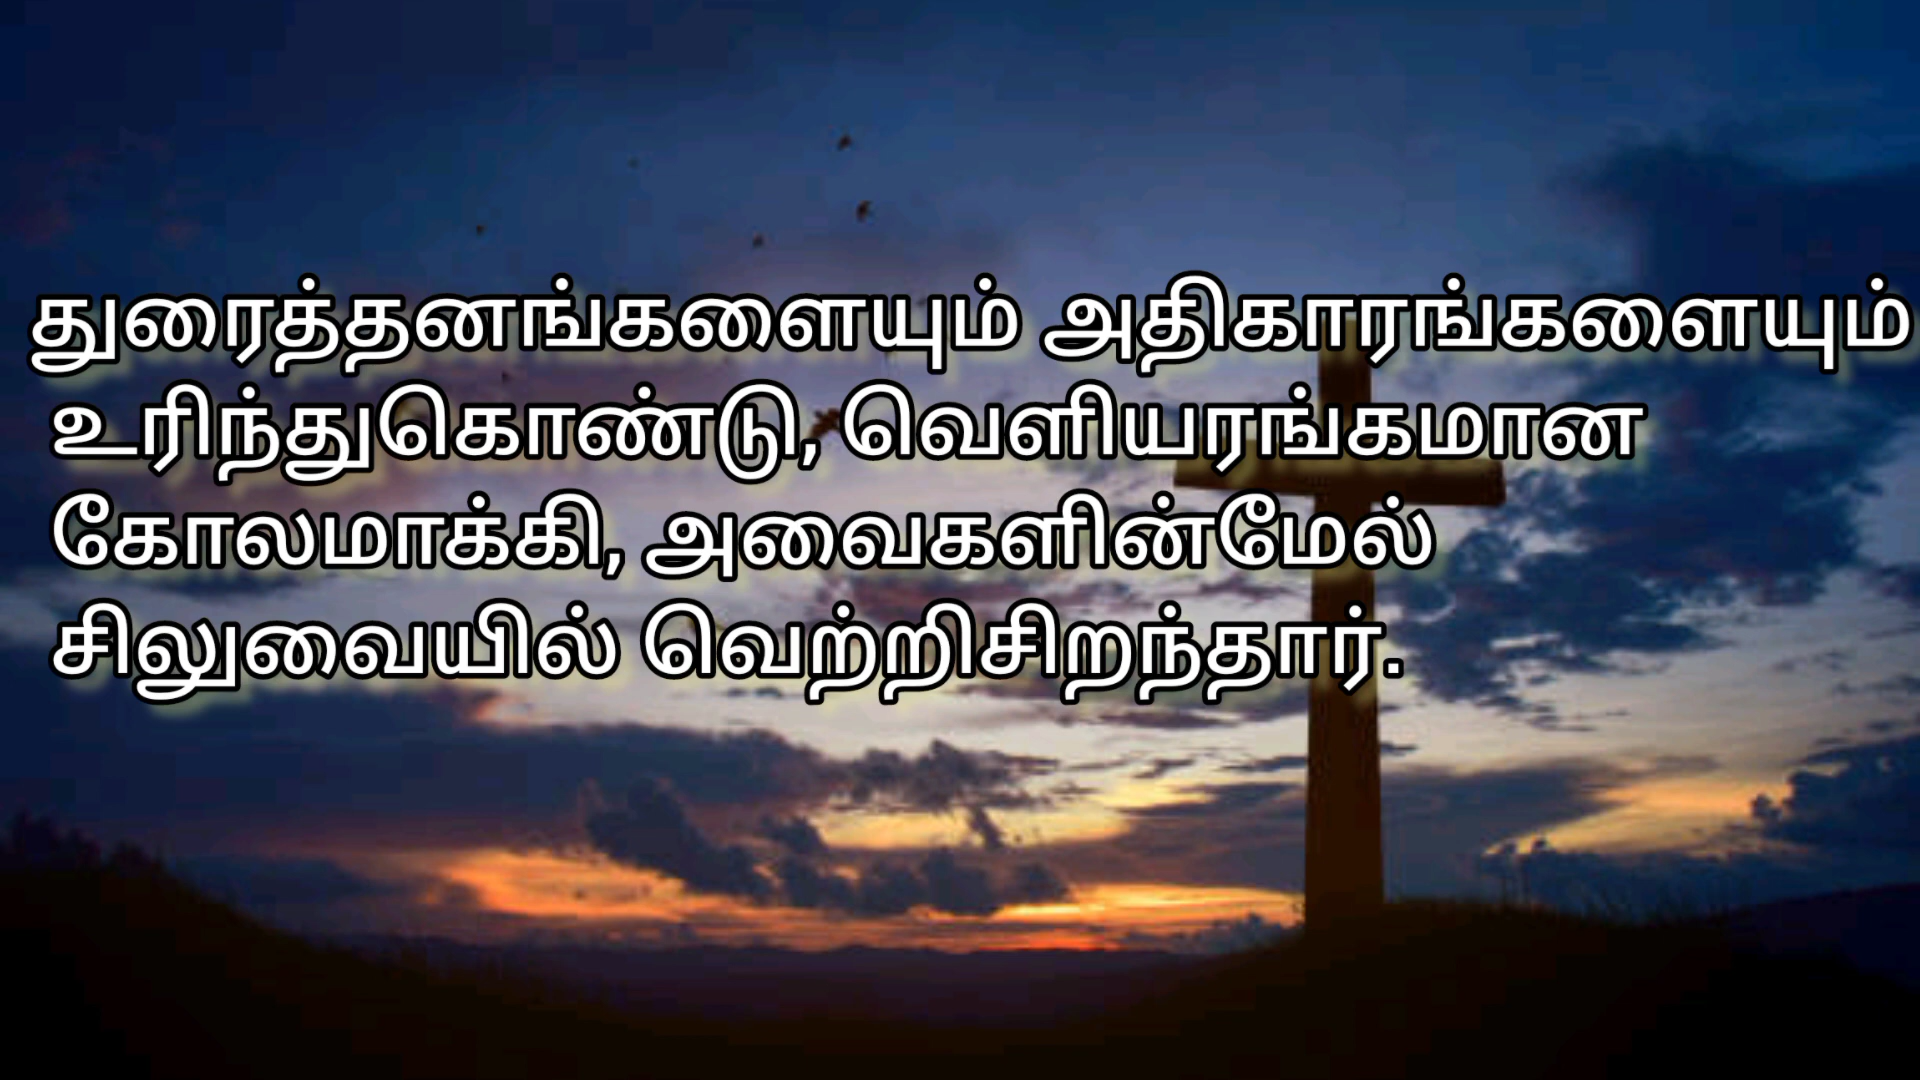 துரைத்தனங்களையும் அதிகாரங்களையும்
உரிந்துகொண்டு, வெளியரங்கமான
கோலமாக்கி, அவைகளின்மேல்
சிலுவையில் வெற்றிசிறந்தார்.